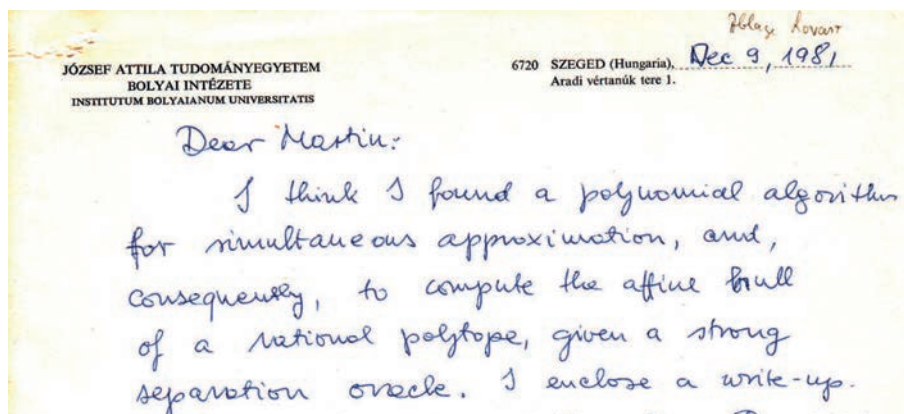 Lovász
JÓZSEF ATTILA TUDOMÁNYEGYETEM
BOLYAI INTÉZETE
INSTITUTUM BOLYAIANUM UNIVERSITATIS
6720 SZEGED (Hungaria), Dec 9, 1981
Aradi vértanúk tere 1.
Dear Martin:
I think I found a polynomial algorithm
for simultaneous approximation, and,
consequently, to compute the affine hull
of a rational polytope, given a strong
separation oracle. I enclose a write-up.